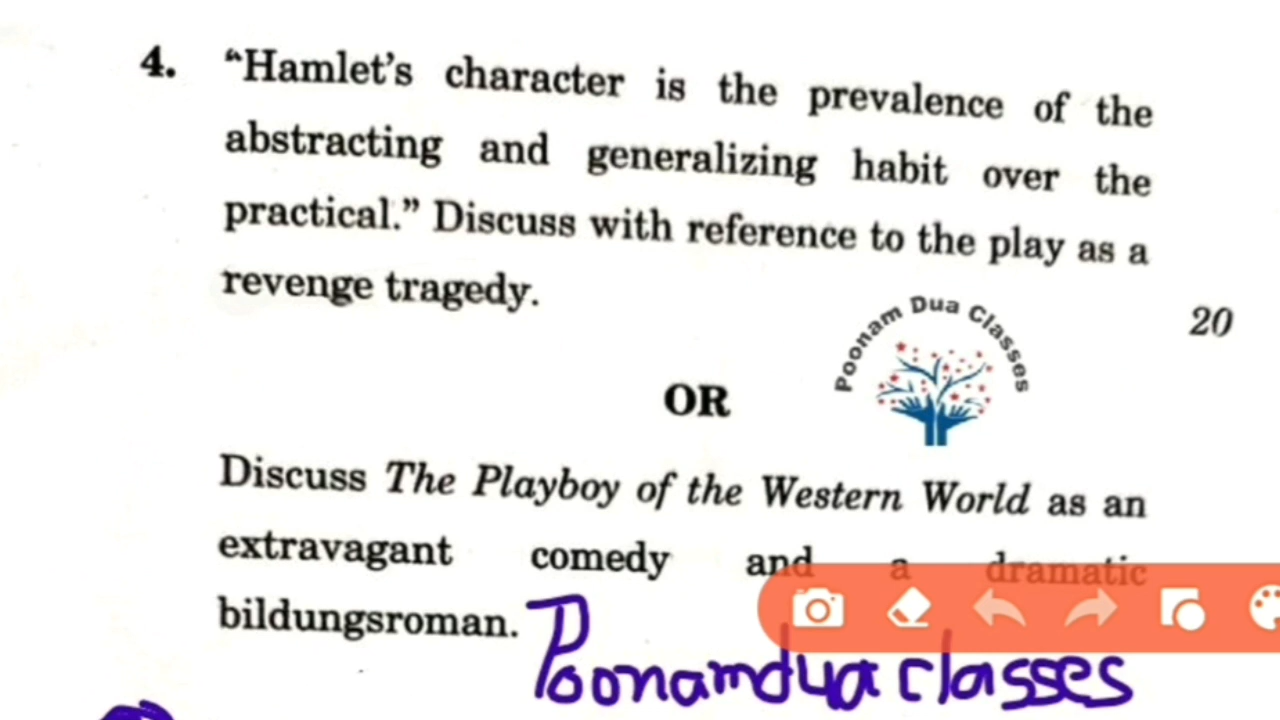 4. “Hamlet’s character is the prevalence of the
abstracting and generalizing habit over the
practical.” Discuss with reference to the play as a
revenge tragedy.
20
Poonam Dua Classes
OR
Discuss The Playboy of the Western World as an
extravagant comedy and a dramatic
bildungsroman.
Poonamdua classes